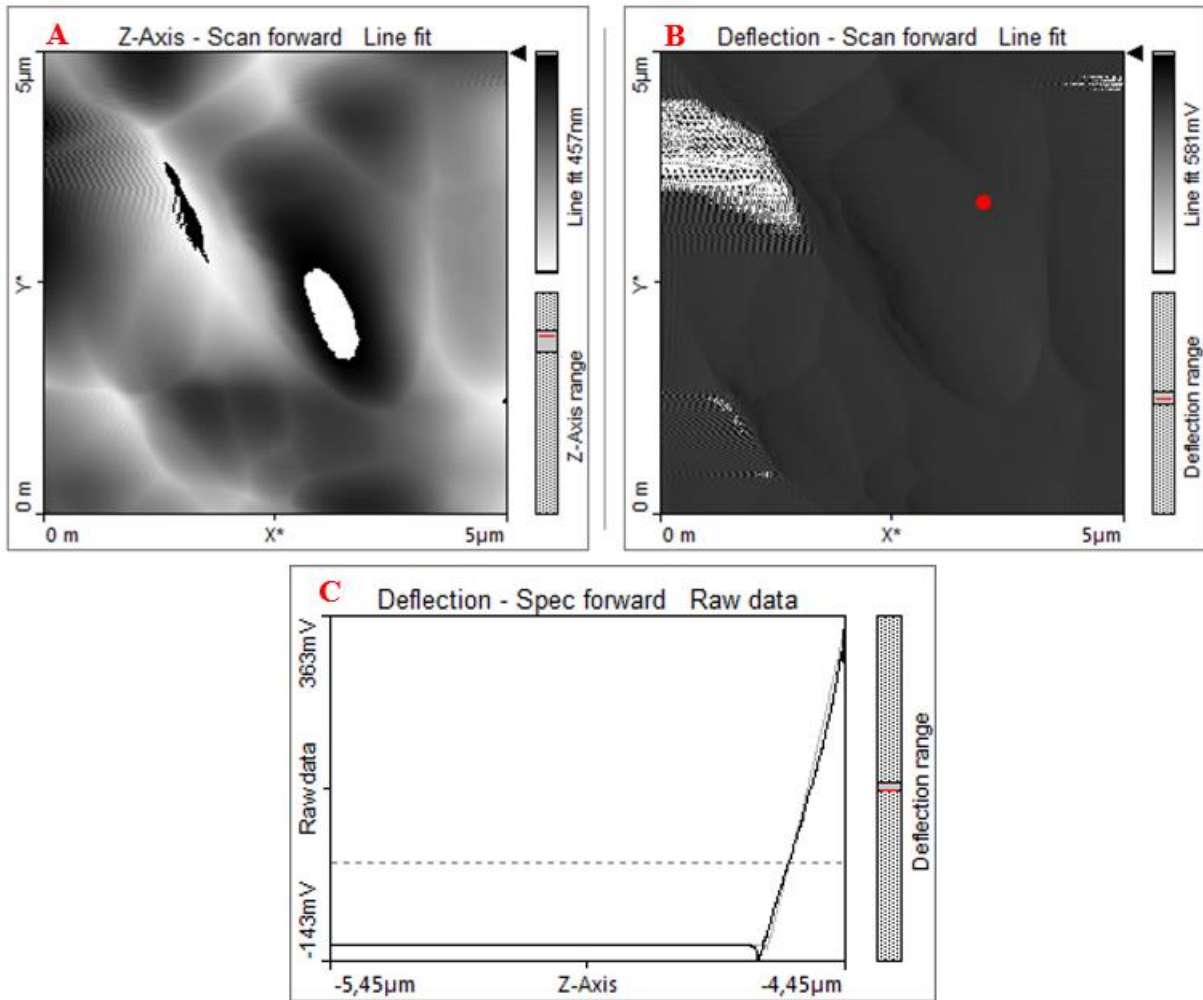 A
Z-Axis - Scan forward Line fit
5µm
Y*
0 m
0 m
X*
5µm
Line fit 457nm
Z-Axis range
B
Deflection - Scan forward Line fit
0 m
X*
5µm
Line fit 581mV
Deflection range
C
Deflection - Spec forward Raw data
363mV
Raw data
-143mV
-5,45µm
Z-Axis
-4,45µm
Deflection range